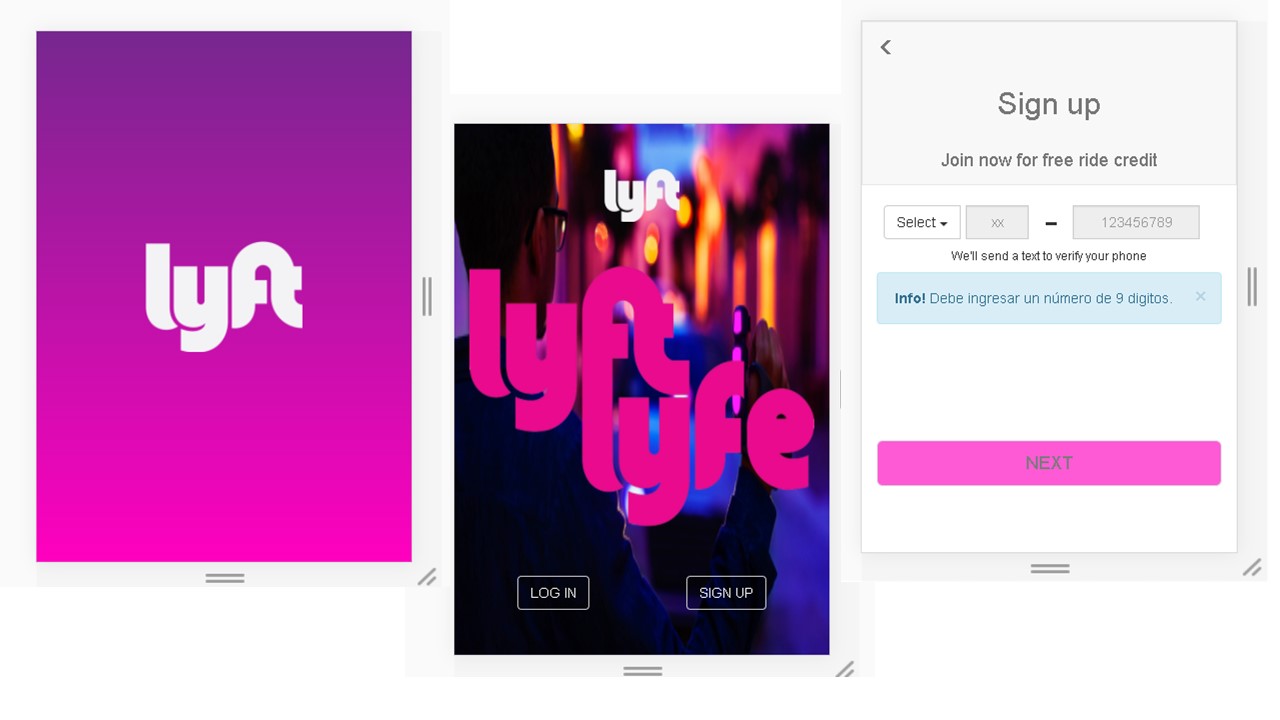 lyft
lyft
lyft
lyfe
LOG IN
SIGN UP
Sign up
Join now for free ride credit
Select xx – 123456789
We'll send a text to verify your phone
Info! Debe ingresar un número de 9 digitos. ×
NEXT